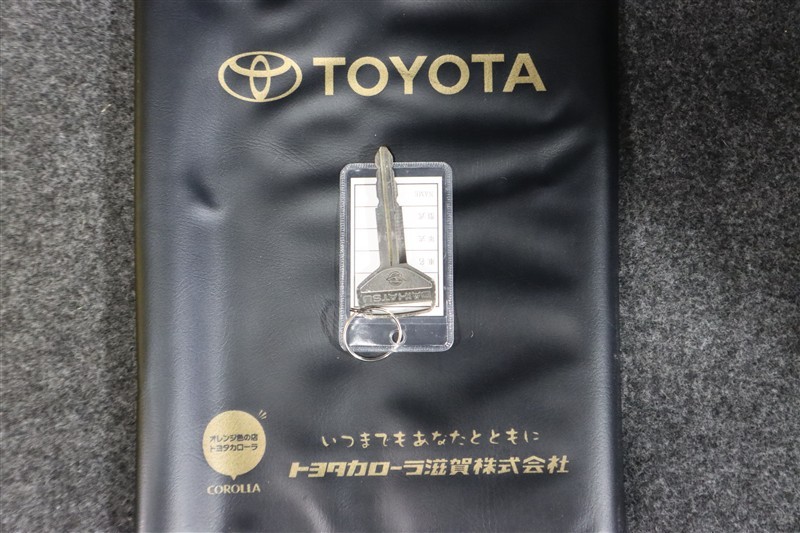 TOYOTA
DAIHATSU
オレンジ色の店
トヨタカローラ
COROLLA
いつまでもあなたとともに
トヨタカローラ滋賀株式会社